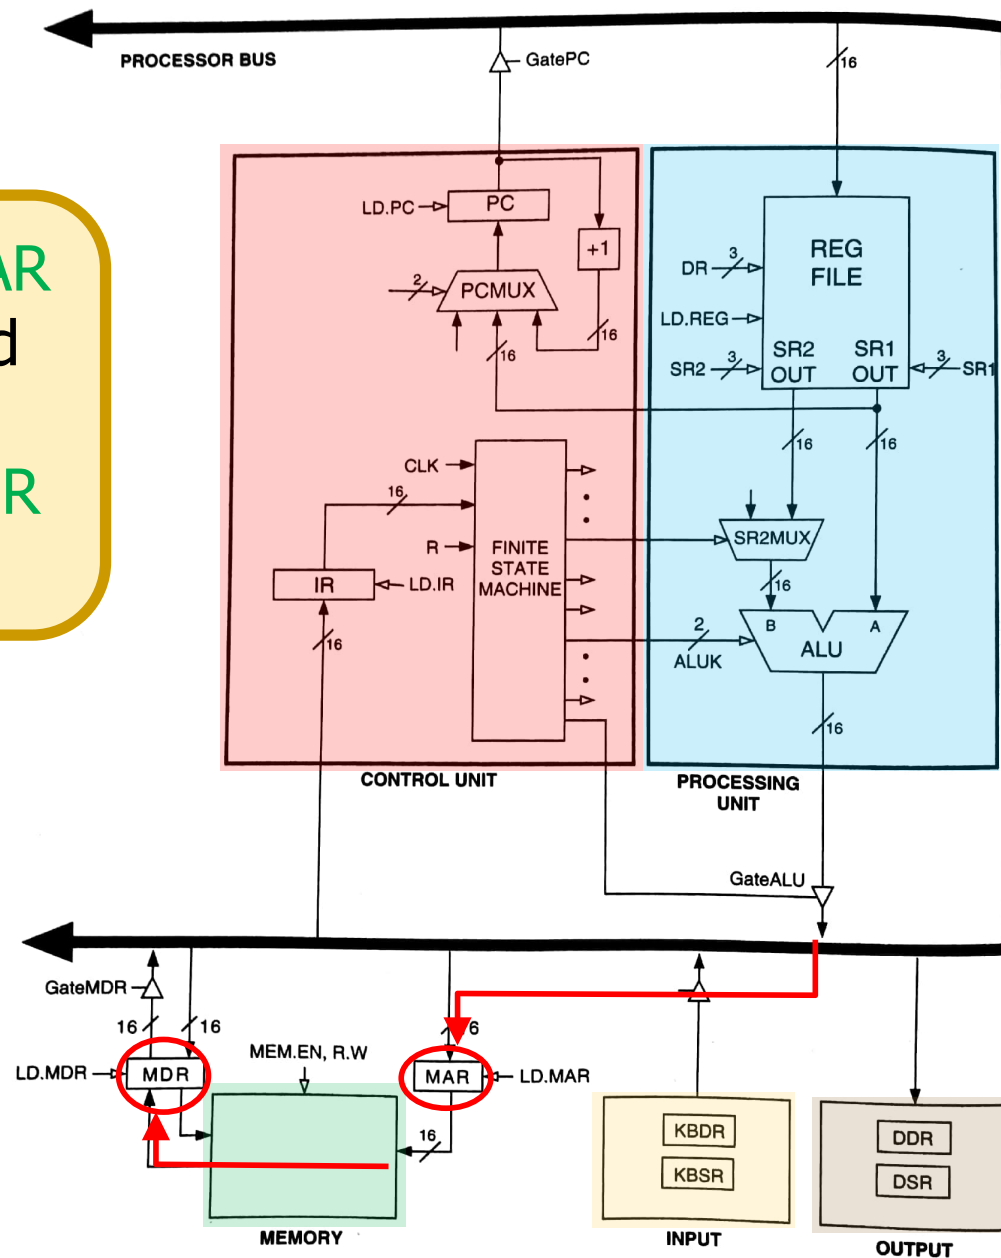 PROCESSOR BUS
GatePC
16
AR
d
R
LD.PC
PC
+1
2
PCMUX
16
16
REG
FILE
DR
3
LD.REG
SR2
3
SR2
OUT
SR1
OUT
3
SR1
16
16
CLK
16
R
FINITE
STATE
MACHINE
IR
LD.IR
16
SR2MUX
16
B
A
ALU
2
ALUK
16
CONTROL UNIT
PROCESSING
UNIT
GateALU
GateMDR
16
16
6
LD.MDR
MDR
MEM.EN, R.W
MAR
LD.MAR
16
KBDR
KBSR
DDR
DSR
MEMORY
INPUT
OUTPUT